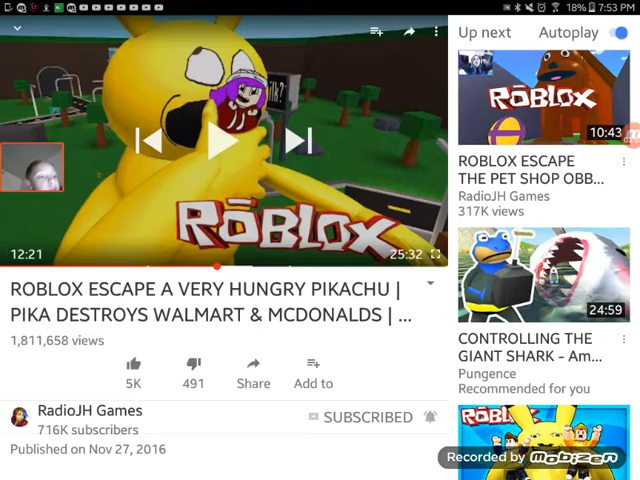 18% 7:53 PM
Up next Autoplay
ilk?
ROBLOX
12:21
25:32
ROBLOX ESCAPE A VERY HUNGRY PIKACHU |
PIKA DESTROYS WALMART & MCDONALDS | ...
1,811,658 views
5K
491
Share
Add to
RadioJH Games
716K subscribers
SUBSCRIBED
Published on Nov 27, 2016
ROBLOX
10:43
ROBLOX ESCAPE
THE PET SHOP OBB...
RadioJH Games
317K views
24:59
CONTROLLING THE
GIANT SHARK - Am...
Pungence
Recommended for you
ROBLOX
Recorded by Mobizen